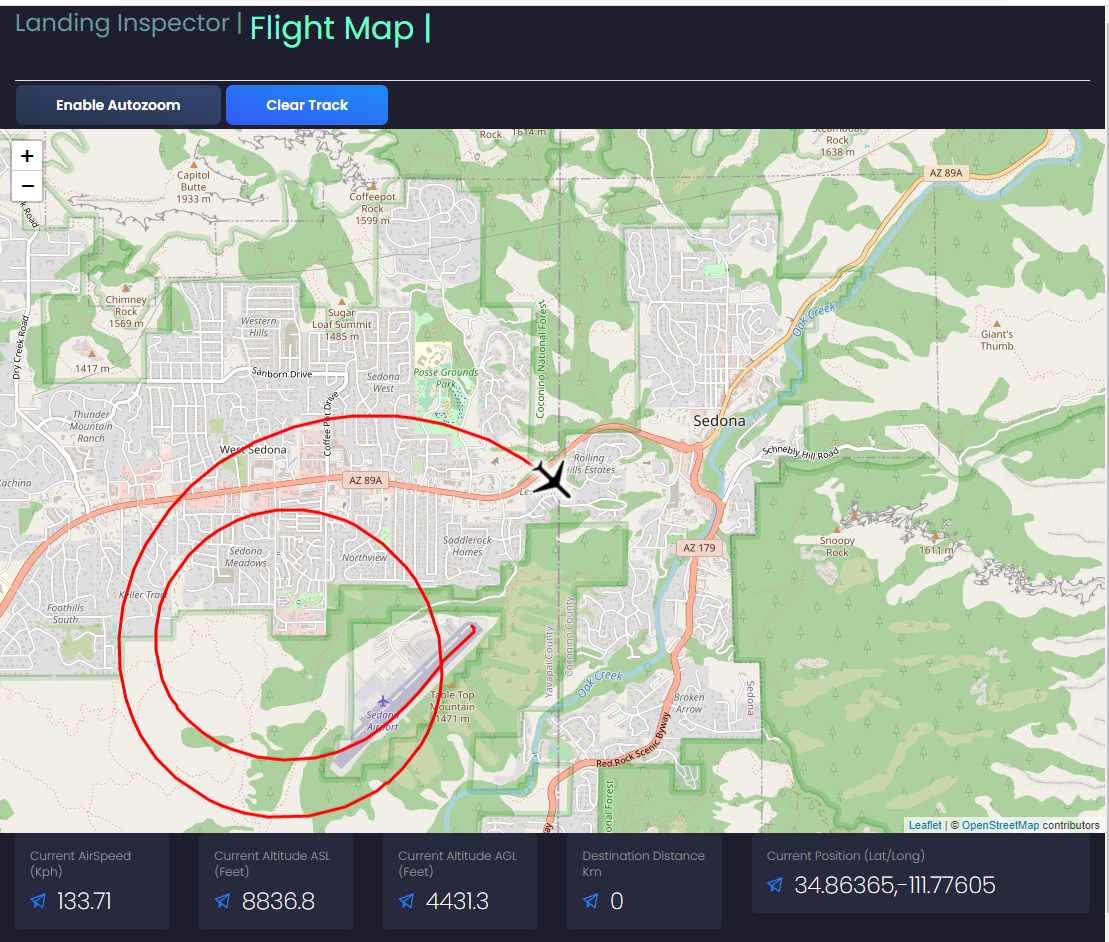 Landing Inspector | Flight Map |
Enable Autozoom
Clear Track
+
−
Rock 1614 m
Steamboat
Rock
1638 m
AZ 89A
Capitol
Butte
1933 m
Coffeepot
Rock
1599 m
k Road
Chimney
Rock
1569 m
Sugar
Loaf Summit
1485 m
Western
Hills
Dry Creek Road
1417 m
Sanborn Drive
Sedona
West
Posse Grounds
Park
Coconino National Forest
Oak Creek
Giant's
Thumb
Thunder
Mountain
Ranch
Coffee Pot Drive
Sedona
West Sedona
Schnebly Hill Road
Rolling
Hills Estates
AZ 89A
Kachina
Saddlerock
Homes
Sedona
Meadows
Northview
AZ 179
Snoopy
Rock
1611 m
Foothills
South
Keller Tract
Yavapai County
Coconino County
Oak Creek
Table Top
Mountain
1471 m
Sedona
Airport
Broken
Arrow
Sedona
Red Rock Scenic Byway
onal Forest
way
Leaflet | © OpenStreetMap contributors
Current AirSpeed
(Kph)
133.71
Current Altitude ASL
(Feet)
8836.8
Current Altitude AGL
(Feet)
4431.3
Destination Distance
Km
0
Current Position (Lat/Long)
34.86365,-111.77605